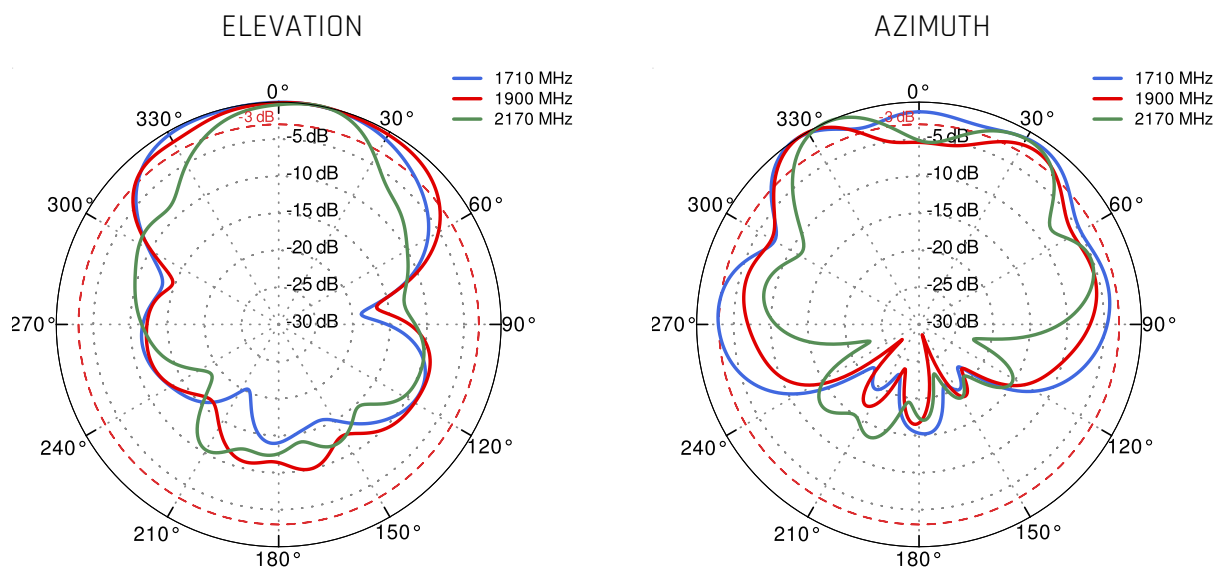 ELEVATION
1710 MHz
1900 MHz
2170 MHz
0°
330°
30°
-3 dB
-5 dB
-10 dB
300°
60°
-15 dB
-20 dB
-25 dB
270°
-30 dB
90°
240°
120°
210°
150°
180°
AZIMUTH
1710 MHz
1900 MHz
2170 MHz
0°
330°
30°
-3 dB
-5 dB
-10 dB
300°
60°
-15 dB
-20 dB
-25 dB
270°
-30 dB
90°
240°
120°
210°
150°
180°